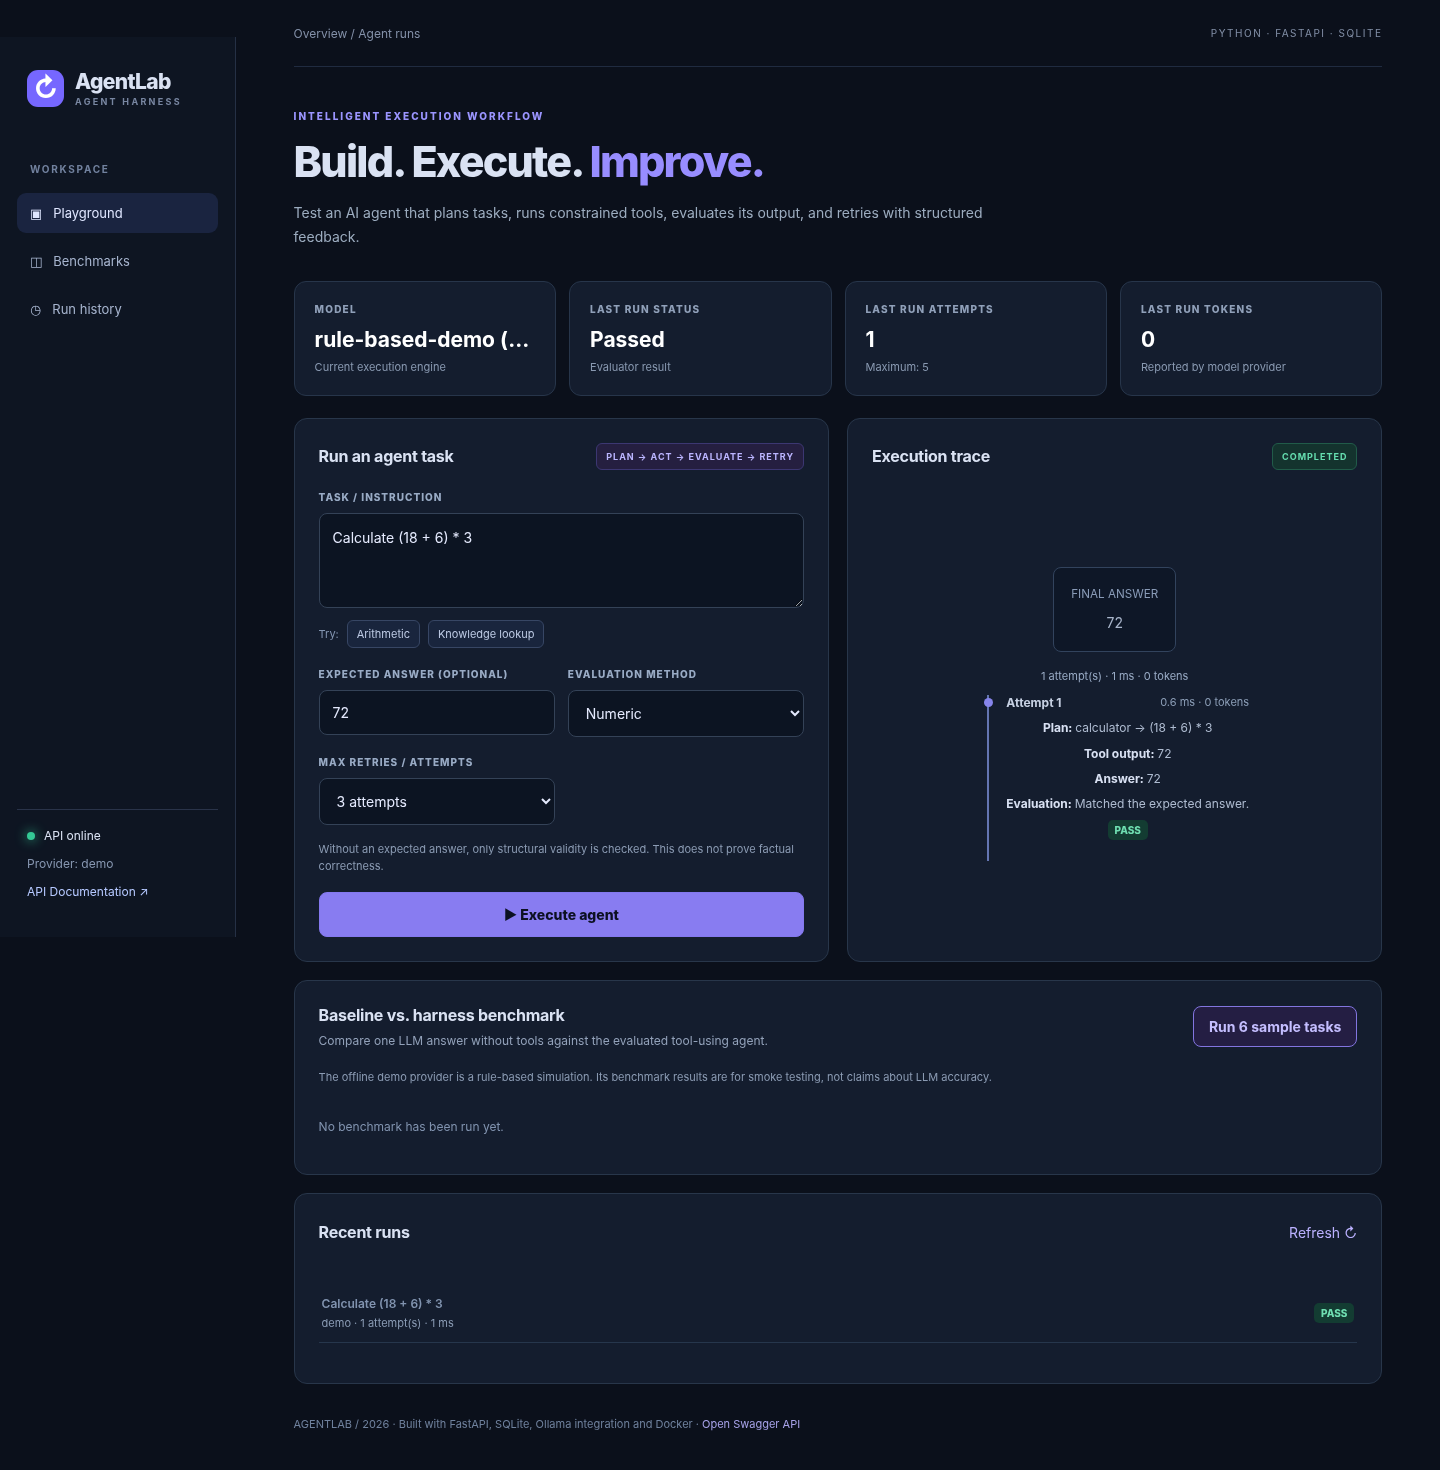 Overview / Agent runs
PYTHON · FASTAPI · SQLITE
AgentLab
AGENT HARNESS
WORKSPACE
Playground
Benchmarks
Run history
API online
Provider: demo
API Documentation ↗
INTELLIGENT EXECUTION WORKFLOW
Build. Execute. Improve.
Test an AI agent that plans tasks, runs constrained tools, evaluates its output, and retries with structured
feedback.
MODEL
rule-based-demo (...
Current execution engine
LAST RUN STATUS
Passed
Evaluator result
LAST RUN ATTEMPTS
1
Maximum: 5
LAST RUN TOKENS
0
Reported by model provider
Run an agent task
PLAN → ACT → EVALUATE → RETRY
TASK / INSTRUCTION
Calculate (18 + 6) * 3
Try: Arithmetic Knowledge lookup
EXPECTED ANSWER (OPTIONAL)
72
EVALUATION METHOD
Numeric
MAX RETRIES / ATTEMPTS
3 attempts
Without an expected answer, only structural validity is checked. This does not prove factual
correctness.
▶ Execute agent
Execution trace
COMPLETED
FINAL ANSWER
72
1 attempt(s) · 1 ms · 0 tokens
Attempt 1 0.6 ms · 0 tokens
Plan: calculator → (18 + 6) * 3
Tool output: 72
Answer: 72
Evaluation: Matched the expected answer.
PASS
Baseline vs. harness benchmark
Compare one LLM answer without tools against the evaluated tool-using agent.
Run 6 sample tasks
The offline demo provider is a rule-based simulation. Its benchmark results are for smoke testing, not claims about LLM accuracy.
No benchmark has been run yet.
Recent runs
Refresh ↻
Calculate (18 + 6) * 3
demo · 1 attempt(s) · 1 ms
PASS
AGENTLAB / 2026 · Built with FastAPI, SQLite, Ollama integration and Docker · Open Swagger API